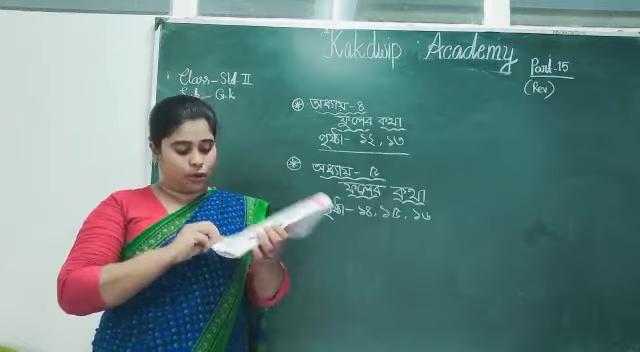 Kakdwip Academy
Part-15
(Rev)
Class - Std II
Sub - G.K
অধ্যায় - ৪
ফুলের কথা
পৃষ্ঠা - ১২, ১৩
অধ্যায় - ৫
ফুলের কথা
পৃষ্ঠা - ১৪, ১৫, ১৬